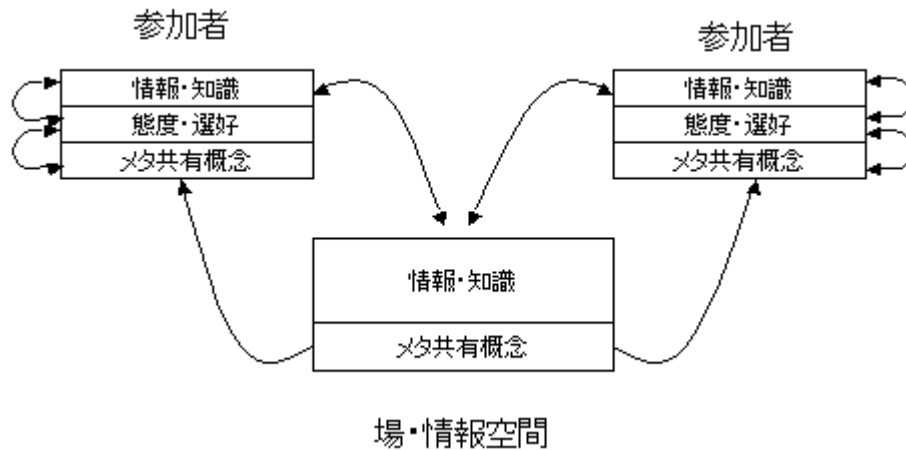 参加者
参加者
情報・知識
態度・選好
メタ共有概念
情報・知識
態度・選好
メタ共有概念
情報・知識
メタ共有概念
場・情報空間